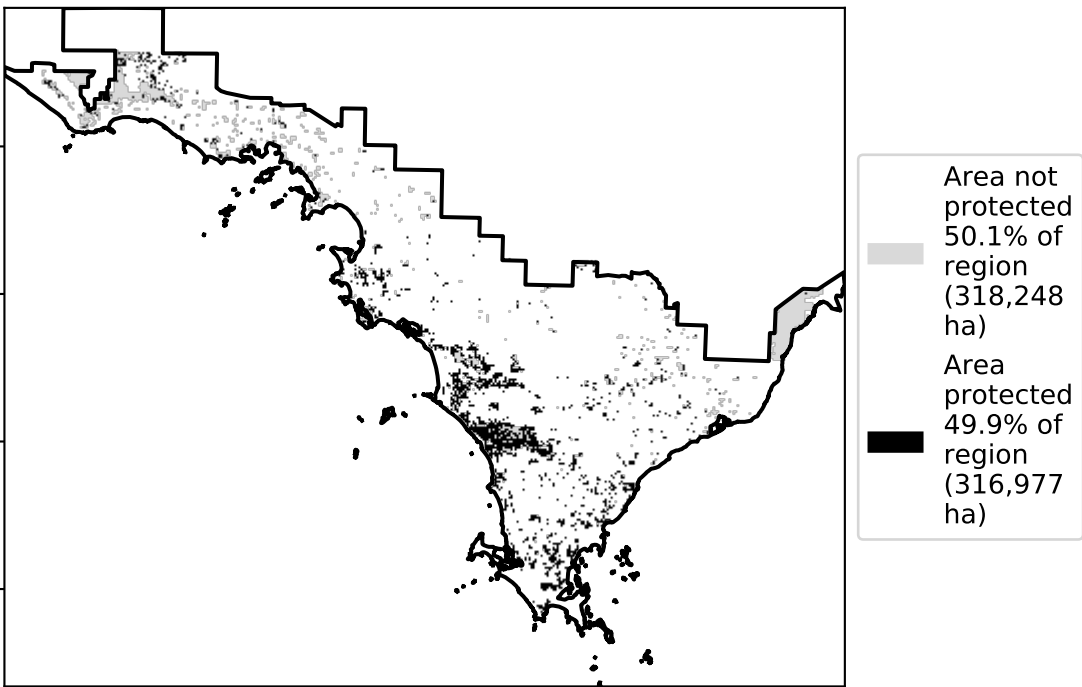 Area not
protected
50.1% of
region
(318,248
ha)
Area
protected
49.9% of
region
(316,977
ha)